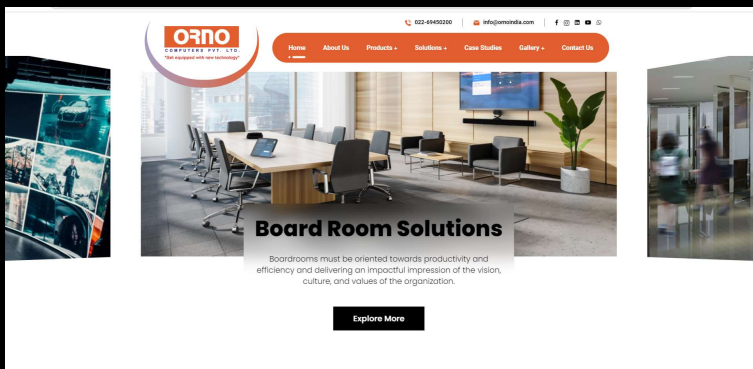 022-69450200
info@ornoindia.com
ORNO
COMPUTERS PVT. LTD.
"Get equipped with new technology"
Home
About Us
Products +
Solutions +
Case Studies
Gallery +
Contact Us
Board Room Solutions
Boardrooms must be oriented towards productivity and
efficiency and delivering an impactful impression of the vision,
culture, and values of the organization.
Explore More